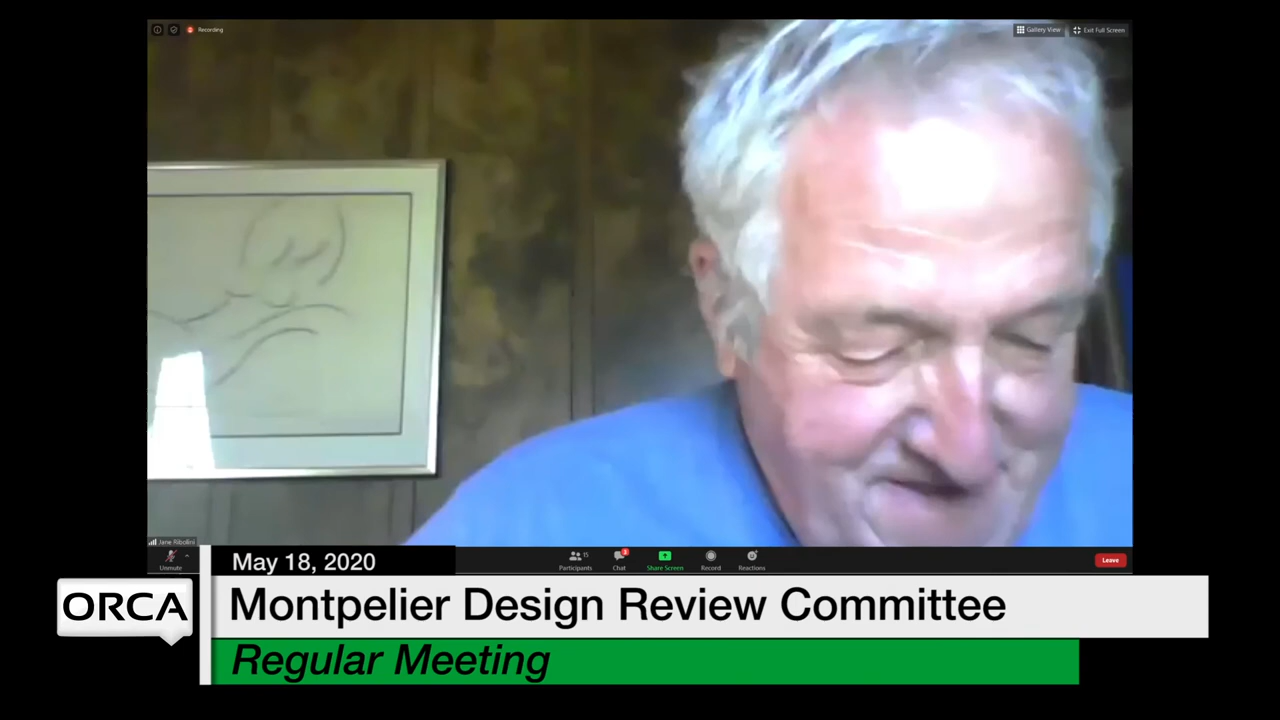 Recording
Gallery View
Exit Full Screen
Jane Ribolini
Unmute
15
Participants
Chat
Share Screen
Record
Reactions
Leave
May 18, 2020
ORCA
Montpelier Design Review Committee
Regular Meeting